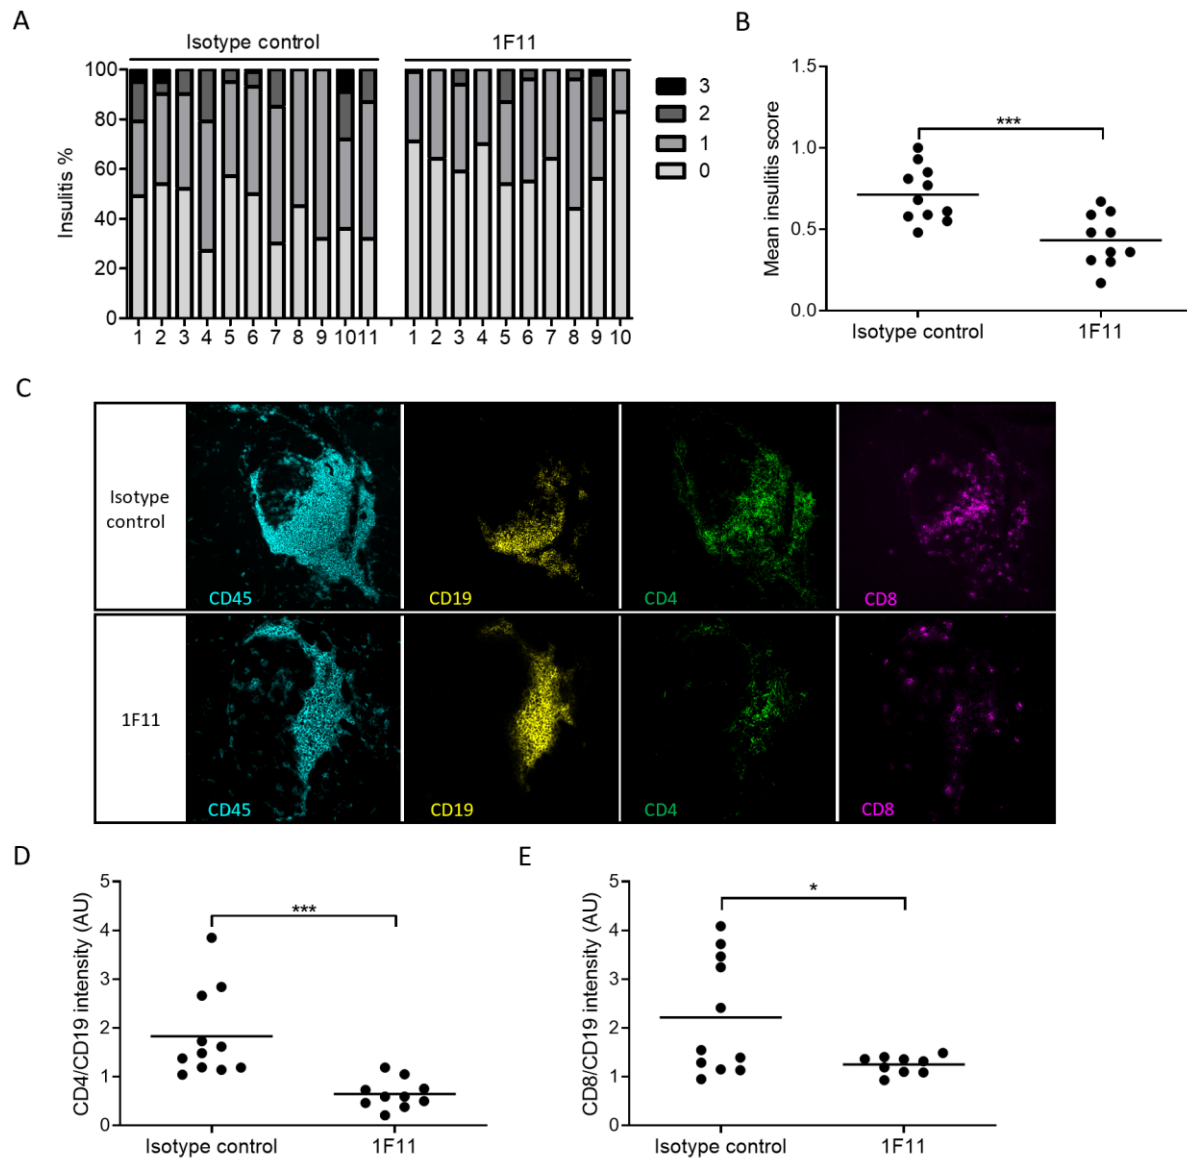 A
Isotype control
1F11
Insulitis %
100
80
60
40
20
0
1 2 3 4 5 6 7 8 9 10 11
1 2 3 4 5 6 7 8 9 10
3
2
1
0
B
Mean insulitis score
1.5
1.0
0.5
0.0
***
Isotype control
1F11
C
Isotype
control
CD45
CD19
CD4
CD8
1F11
CD45
CD19
CD4
CD8
D
CD4/CD19 intensity (AU)
5
4
3
2
1
0
***
Isotype control
1F11
E
CD8/CD19 intensity (AU)
5
4
3
2
1
0
*
Isotype control
1F11